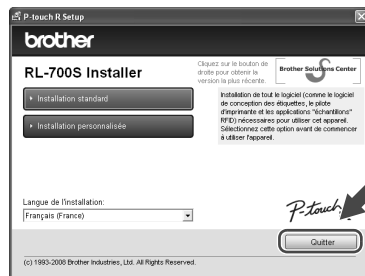 P-touch R Setup
brother
RL-700S Installer
Cliquez sur le bouton de
droite pour obtenir la
version la plus récente.
Brother Solutions Center
Installation standard
Installation personnalisée
Installation de tout le logiciel (comme le logiciel
de conception des étiquettes, le pilote
d'imprimante et les applications "échantillons"
RFID) nécessaires pour utiliser cet appareil.
Sélectionnez cette option avant de commencer
à utiliser l'appareil.
Langue de l'installation:
Français (France)
P-touch
Quitter
(c) 1993-2008 Brother Industries, Ltd. All Rights Reserved.